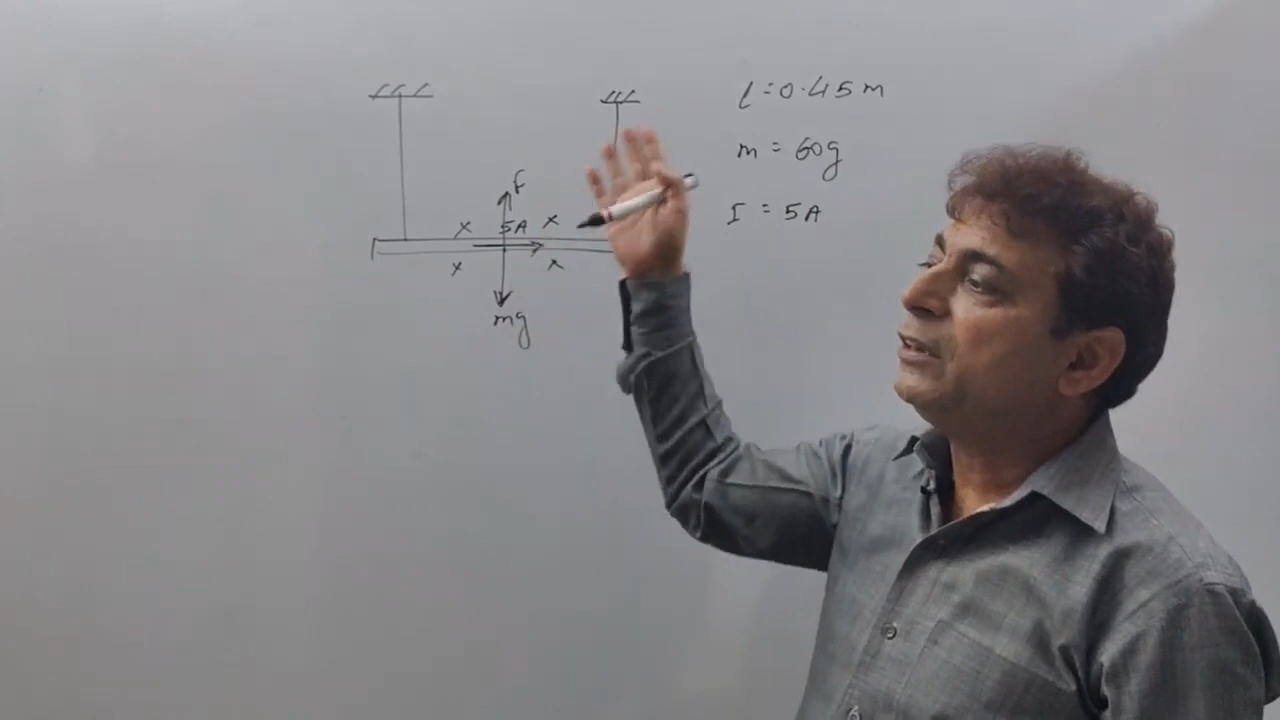 l = 0.45 m
m = 60g
I = 5A
F
x 5A x
x x
mg